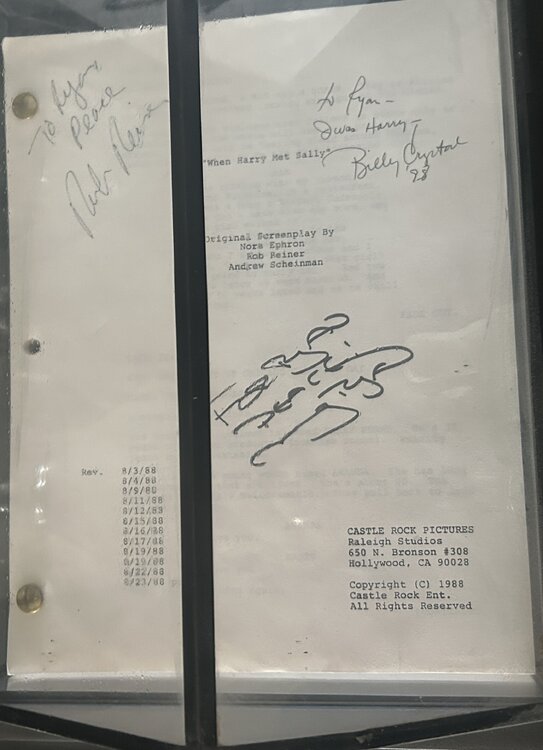 To Ryan,
Peace
Rob Reiner
to Ryan-
I was Harry-
Billy Crystal
'98
"When Harry Met Sally"
Original Screenplay By
Nora Ephron
Rob Reiner
Andrew Scheinman
Rev. 8/3/88
8/4/88
8/9/88
8/11/88
8/12/88
8/15/88
8/16/88
8/17/88
8/19/88
8/19/88
8/22/88
8/23/88
CASTLE ROCK PICTURES
Raleigh Studios
650 N. Bronson #308
Hollywood, CA 90028
Copyright (C) 1988
Castle Rock Ent.
All Rights Reserved